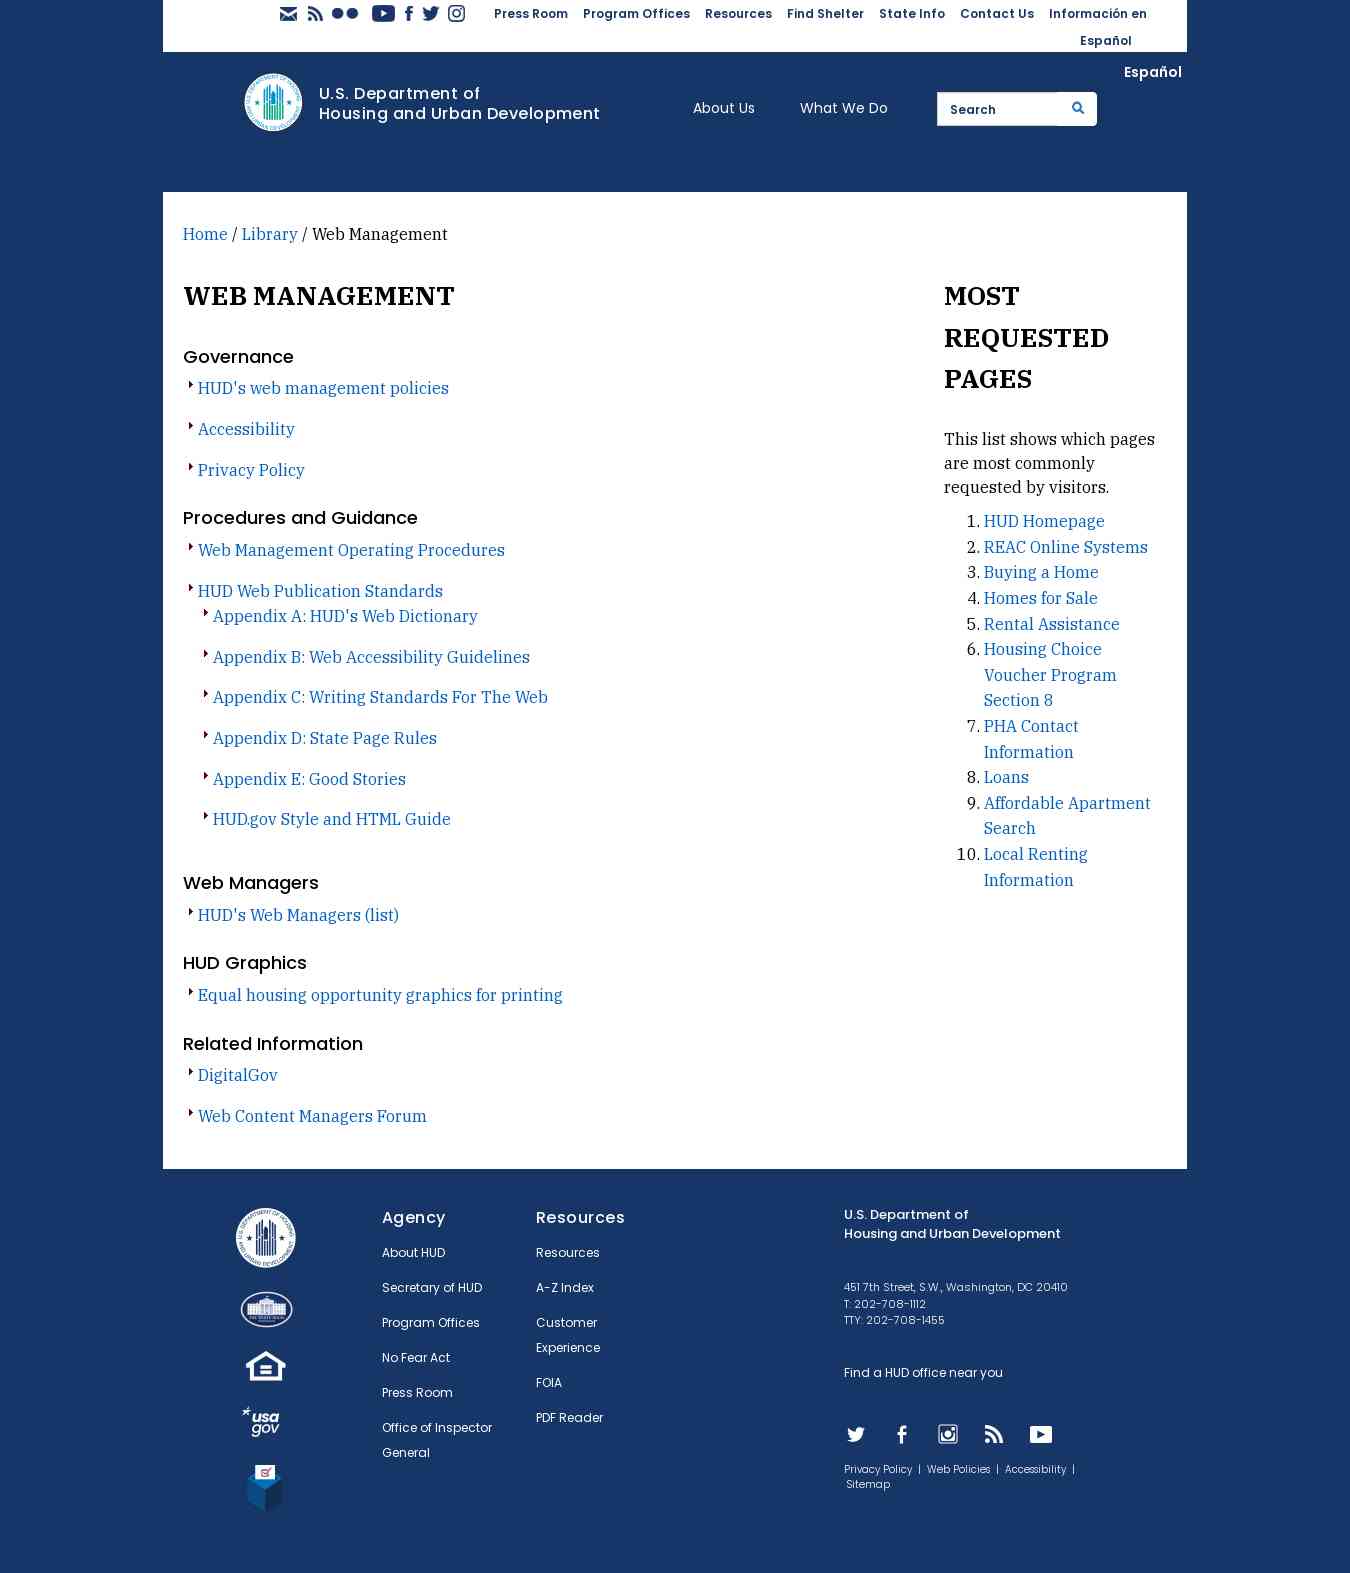 Press Room Program Offices Resources Find Shelter State Info Contact Us Información en
Español
Español
U.S. Department of
Housing and Urban Development
About Us What We Do
Search
Home / Library / Web Management
WEB MANAGEMENT
Governance
HUD's web management policies
Accessibility
Privacy Policy
Procedures and Guidance
Web Management Operating Procedures
HUD Web Publication Standards
Appendix A: HUD's Web Dictionary
Appendix B: Web Accessibility Guidelines
Appendix C: Writing Standards For The Web
Appendix D: State Page Rules
Appendix E: Good Stories
HUD.gov Style and HTML Guide
Web Managers
HUD's Web Managers (list)
HUD Graphics
Equal housing opportunity graphics for printing
Related Information
DigitalGov
Web Content Managers Forum
MOST
REQUESTED
PAGES
This list shows which pages
are most commonly
requested by visitors.
1. HUD Homepage
2. REAC Online Systems
3. Buying a Home
4. Homes for Sale
5. Rental Assistance
6. Housing Choice
Voucher Program
Section 8
7. PHA Contact
Information
8. Loans
9. Affordable Apartment
Search
10. Local Renting
Information
usa
gov
Agency
About HUD
Secretary of HUD
Program Offices
No Fear Act
Press Room
Office of Inspector
General
Resources
Resources
A-Z Index
Customer
Experience
FOIA
PDF Reader
U.S. Department of
Housing and Urban Development
451 7th Street, S.W., Washington, DC 20410
T: 202-708-1112
TTY: 202-708-1455
Find a HUD office near you
Privacy Policy | Web Policies | Accessibility |
Sitemap